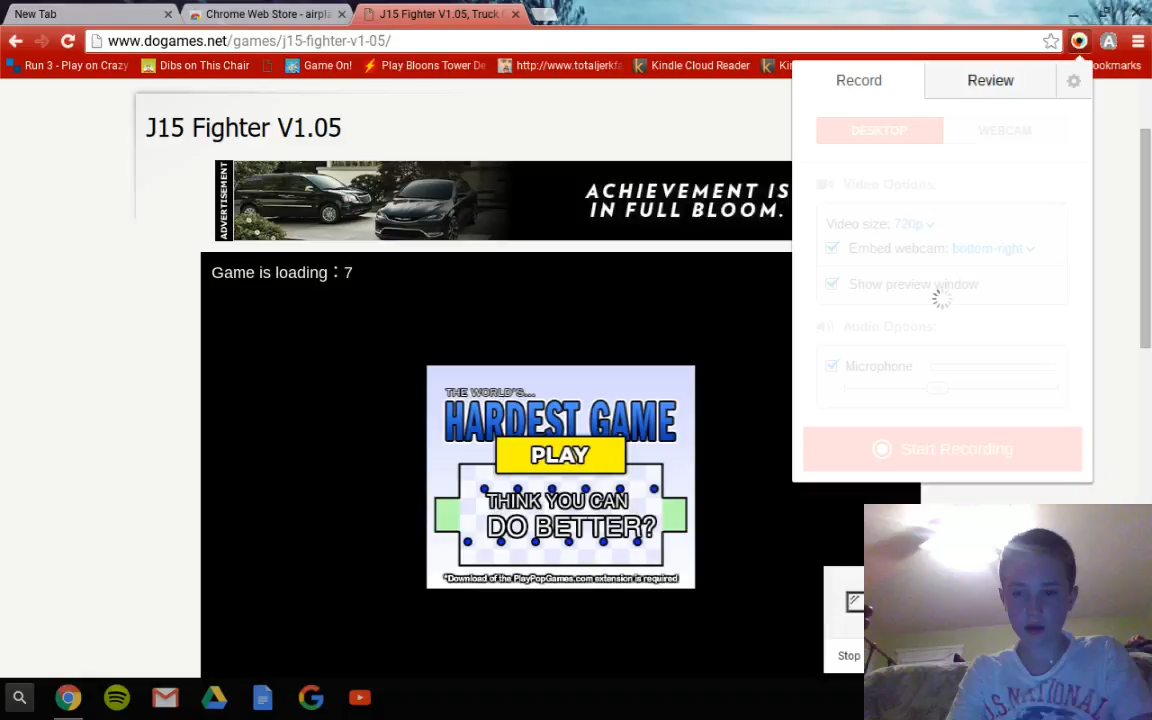 New Tab
Chrome Web Store - airpla
J15 Fighter V1.05, Truck
www.dogames.net/games/j15-fighter-v1-05/
Run 3 - Play on Crazy
Dibs on This Chair
Game On!
Play Bloons Tower De
http://www.totaljerkfa
Kindle Cloud Reader
ookmarks
Record
Review
DESKTOP
WEBCAM
Video Options:
Video size: 720p
Embed webcam: bottom-right
Show preview window
Audio Options:
Microphone
Start Recording
J15 Fighter V1.05
ADVERTISEMENT
ACHIEVEMENT IS
IN FULL BLOOM.
Game is loading：7
THE WORLD'S...
HARDEST GAME
PLAY
THINK YOU CAN
DO BETTER?
*Download of the PlayPopGames.com extension is required
Stop
U.S. NATIONAL